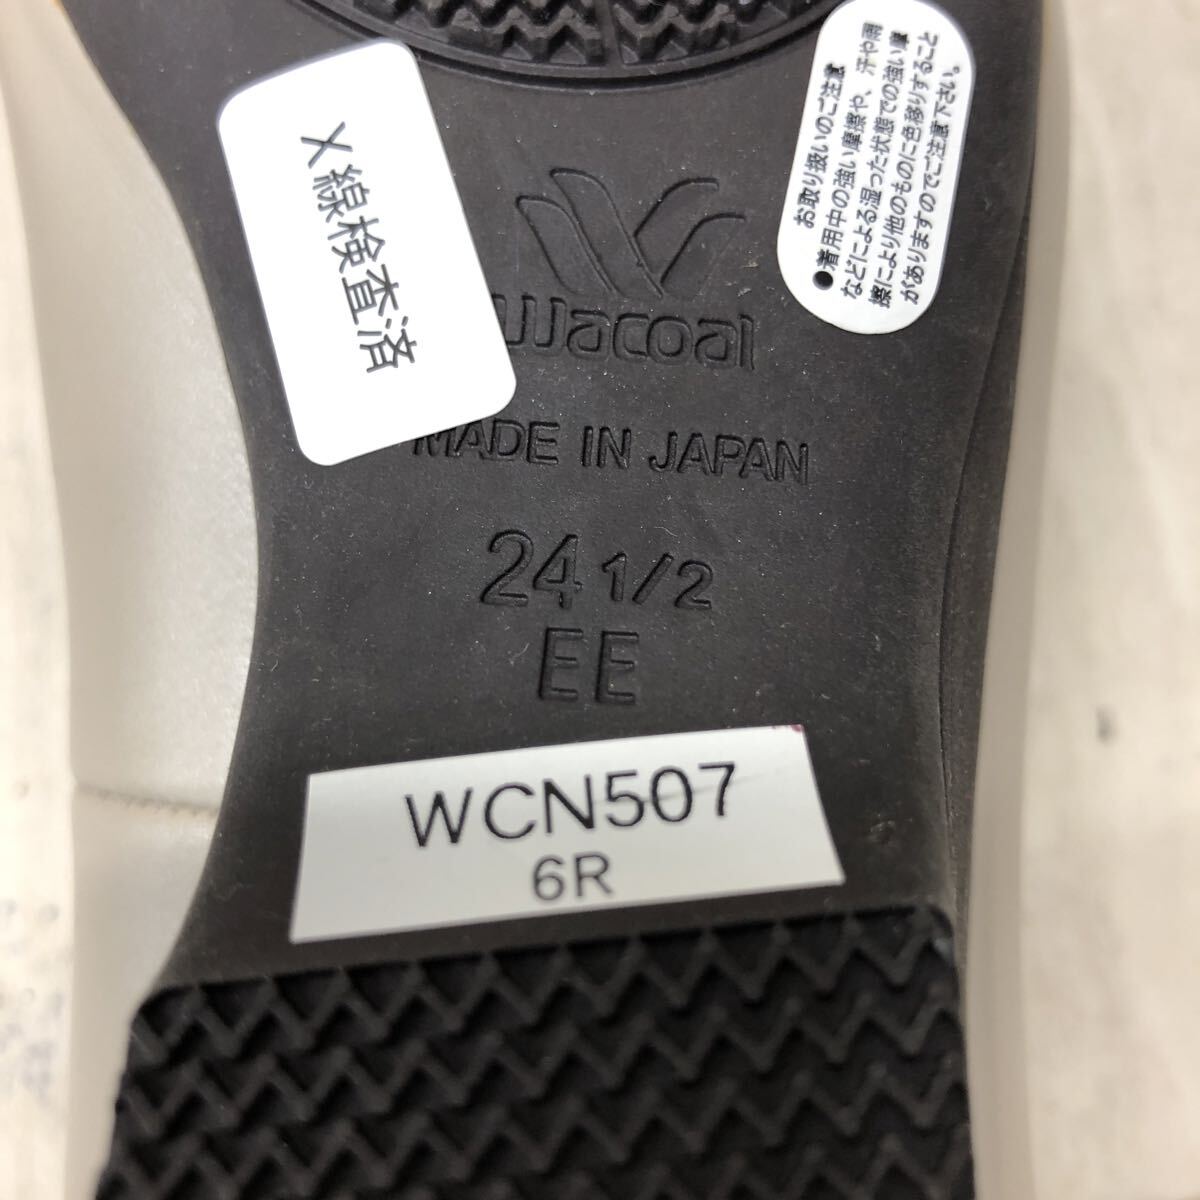 X線検査済
お取り扱いのご注意
●着用中の強い摩擦や、汗や雨
などによる湿った状態での強い摩
擦により他のものに色移りすること
がありますのでご注意下さい。
Wacoal
MADE IN JAPAN
24 1/2
EE
WCN507
6R